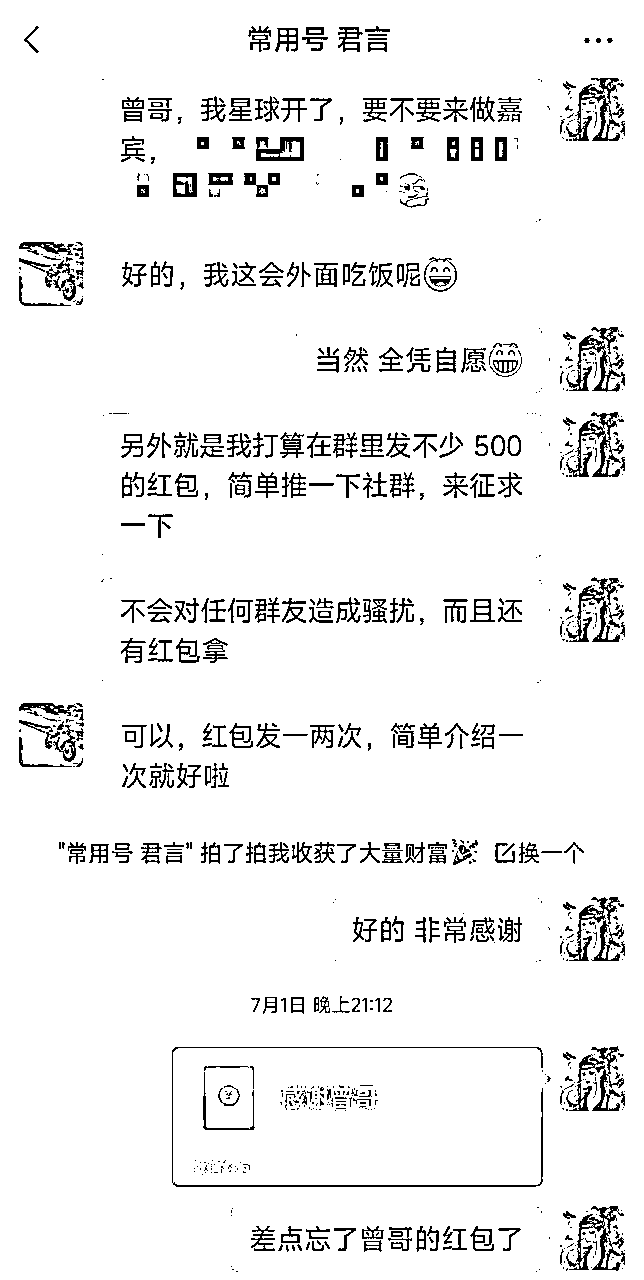 常用号 君言
曾哥，我星球开了，要不要来做嘉
宾，
好的，我这会外面吃饭呢
当然 全凭自愿
另外就是我打算在群里发不少 500
的红包，简单推一下社群，来征求
一下
不会对任何群友造成骚扰，而且还
有红包拿
可以，红包发一两次，简单介绍一
次就好啦
"常用号 君言" 拍了拍我收获了大量财富🎉 换一个
好的 非常感谢
7月1日 晚上21:12
感谢曾哥
差点忘了曾哥的红包了